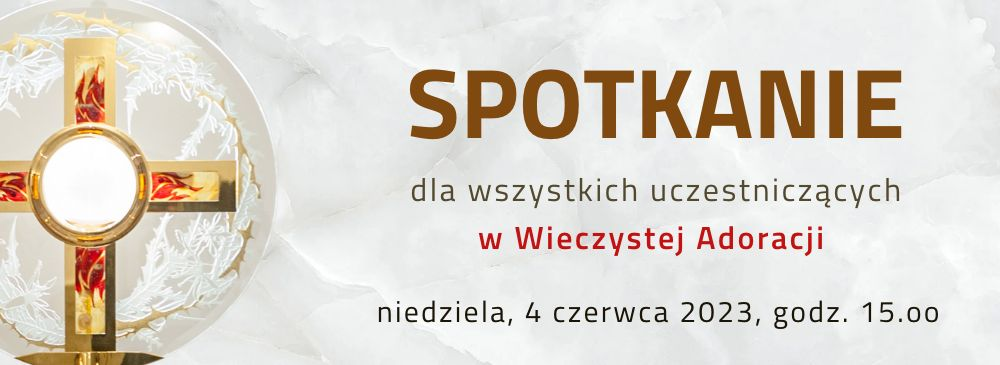 SPOTKANIE
dla wszystkich uczestniczących
w Wieczystej Adoracji
niedziela, 4 czerwca 2023, godz. 15.oo